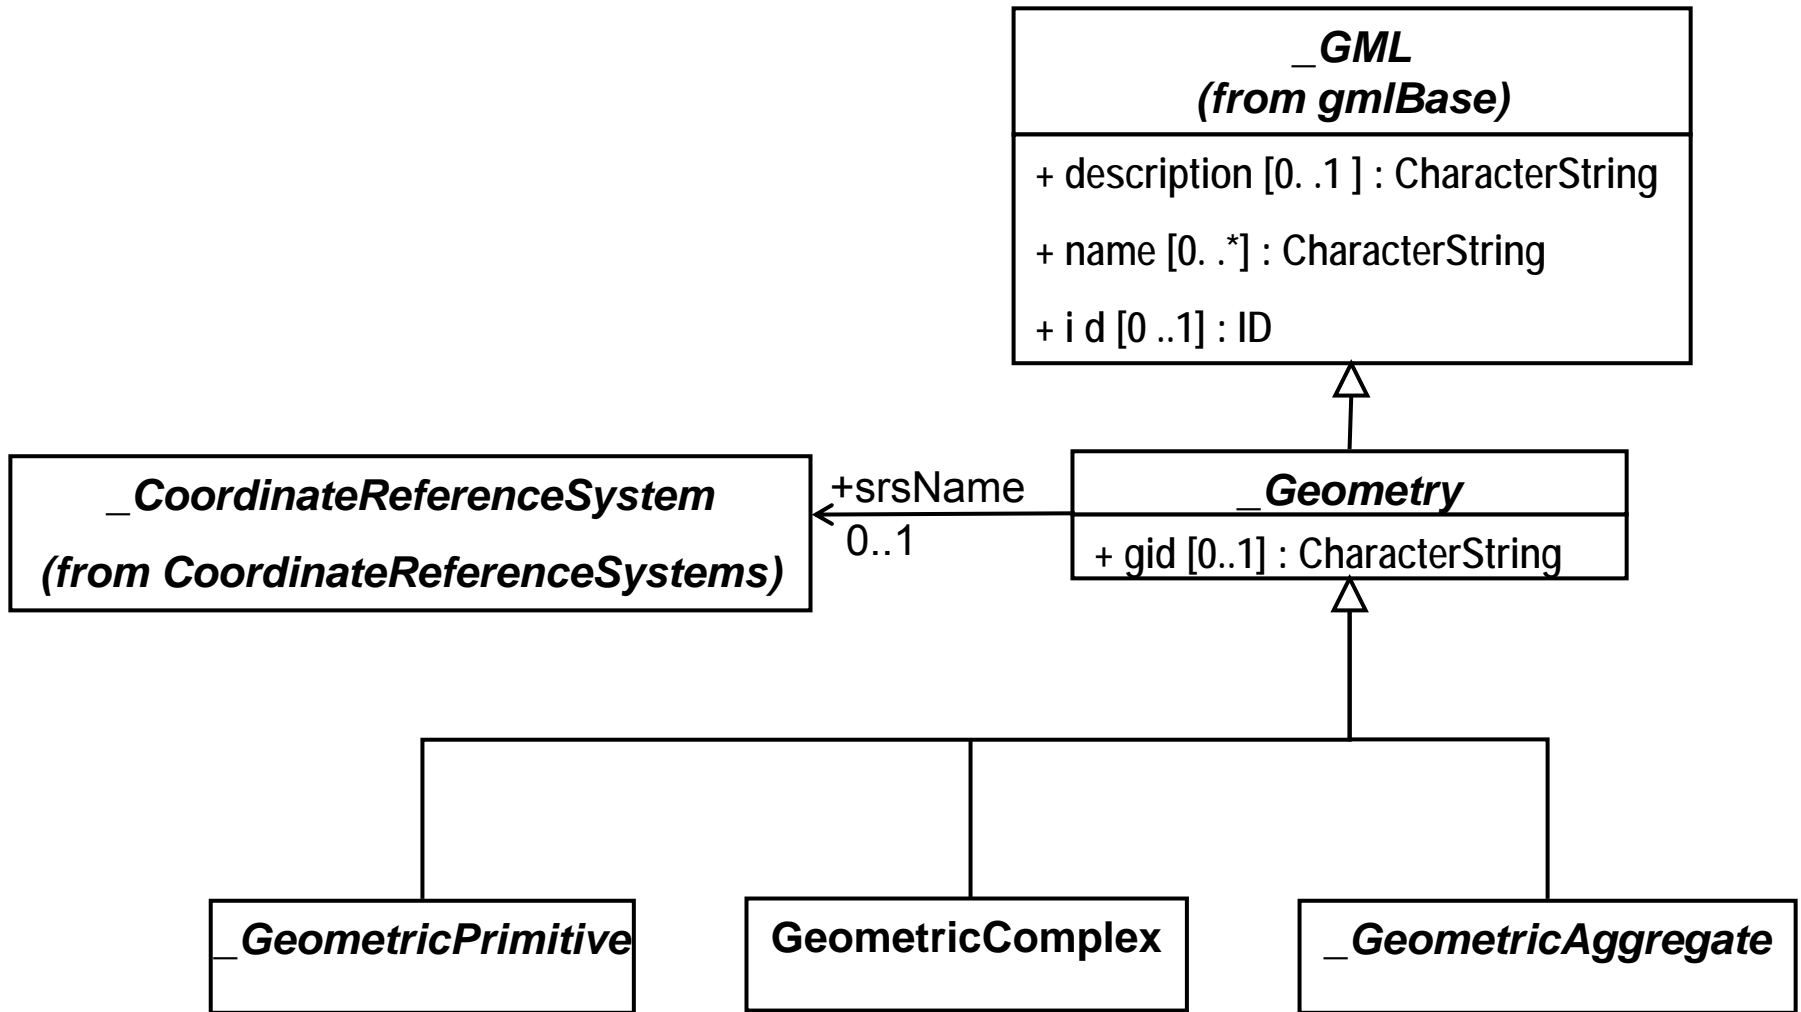 _GML
(from gmlBase)
+ description [0. .1 ] : CharacterString
+ name [0. .*] : CharacterString
+ i d [0 ..1] : ID
_CoordinateReferenceSystem
(from CoordinateReferenceSystems)
+srsName
0..1
_Geometry
+ gid [0..1] : CharacterString
_GeometricPrimitive
GeometricComplex
_GeometricAggregate